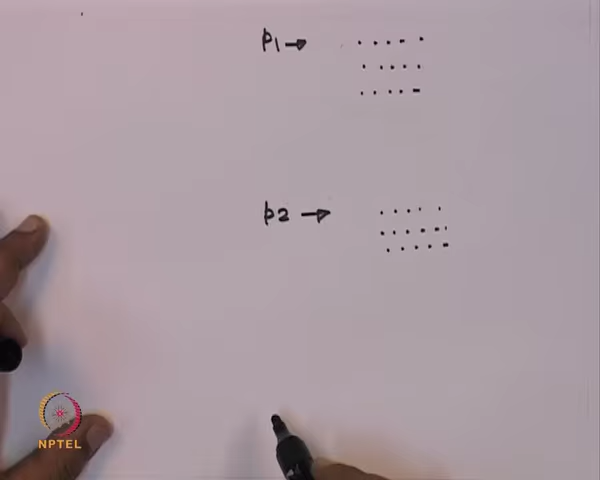 p1 →
p2 →
NPTEL